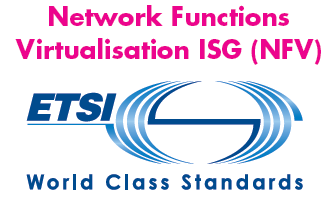 Network Functions
Virtualisation ISG (NFV)
ETSI
World Class Standards